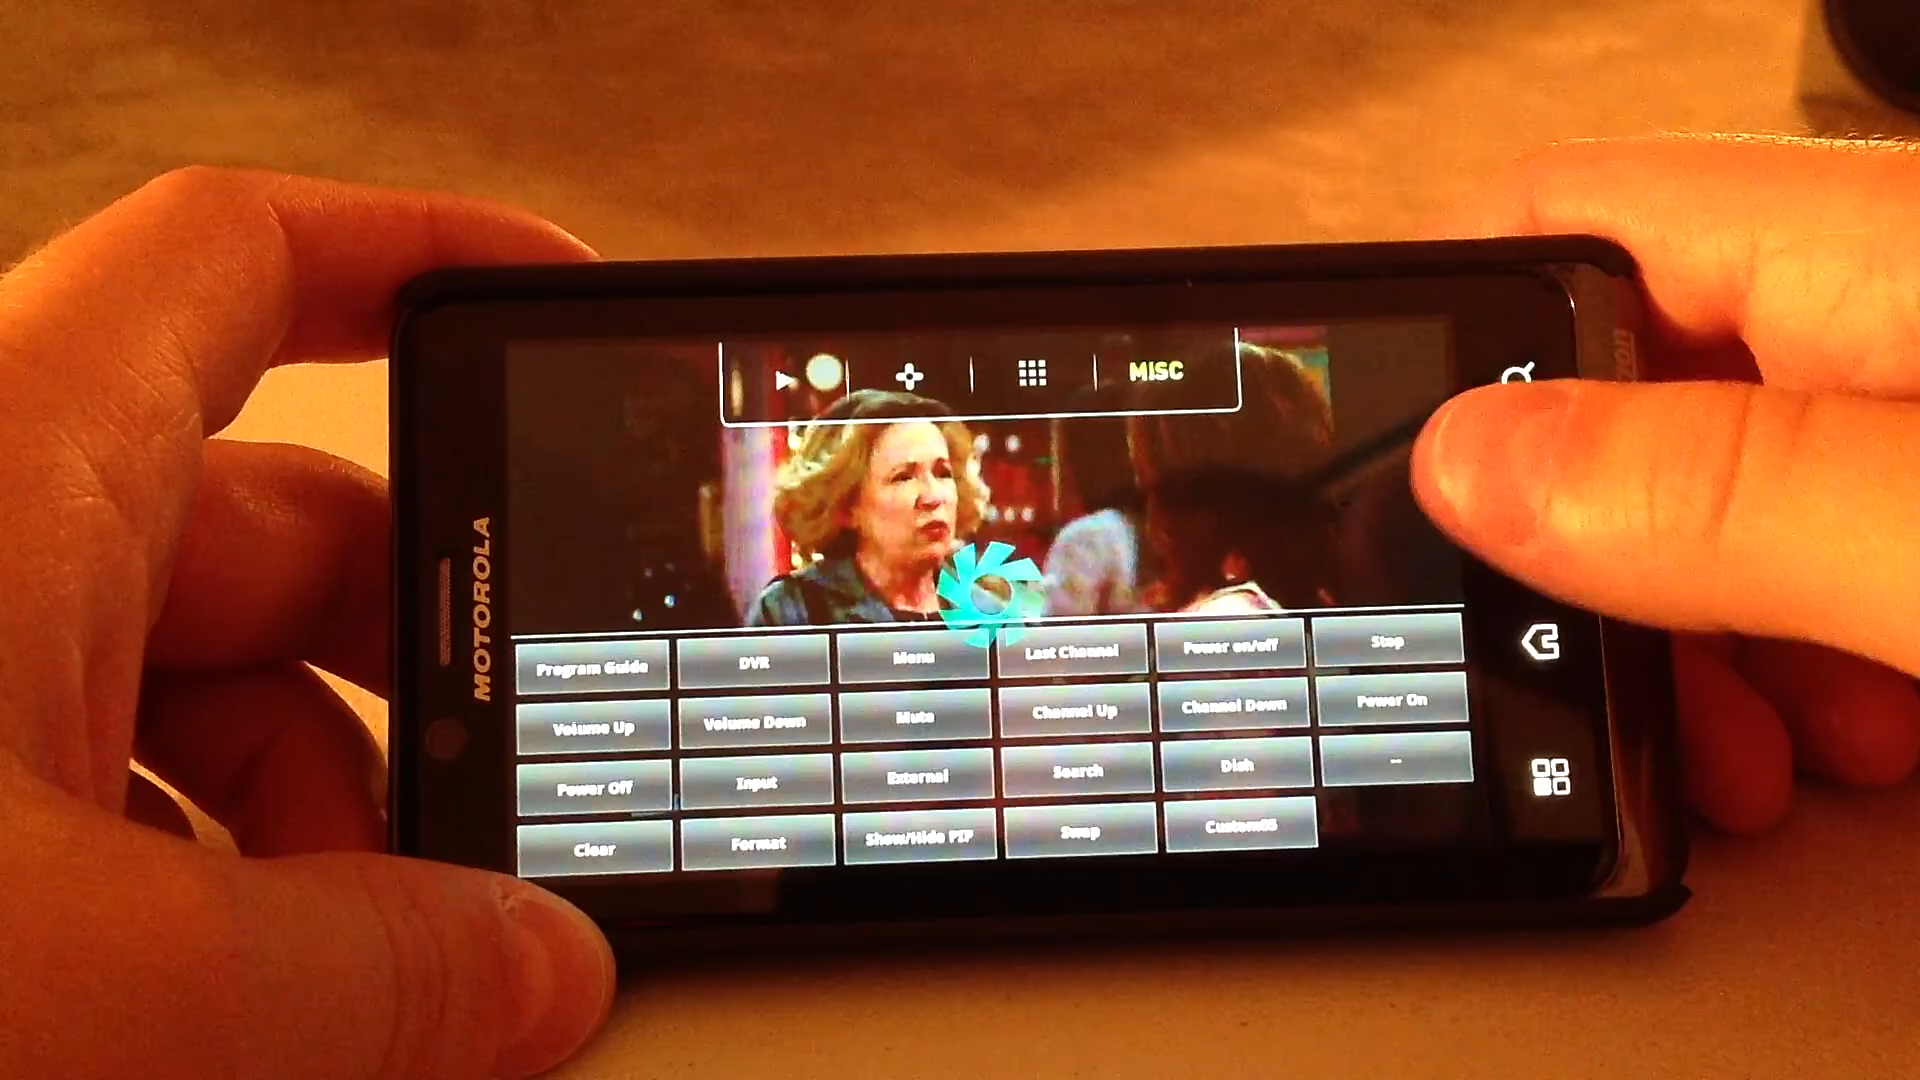 MISC
MOTOROLA
Program Guide DVR Menu Last Channel Power on/off Stop
Volume Up Volume Down Mute Channel Up Channel Down Power On
Power Off Input External Search Dish --
Clear Format Show/Hide PIP Swap